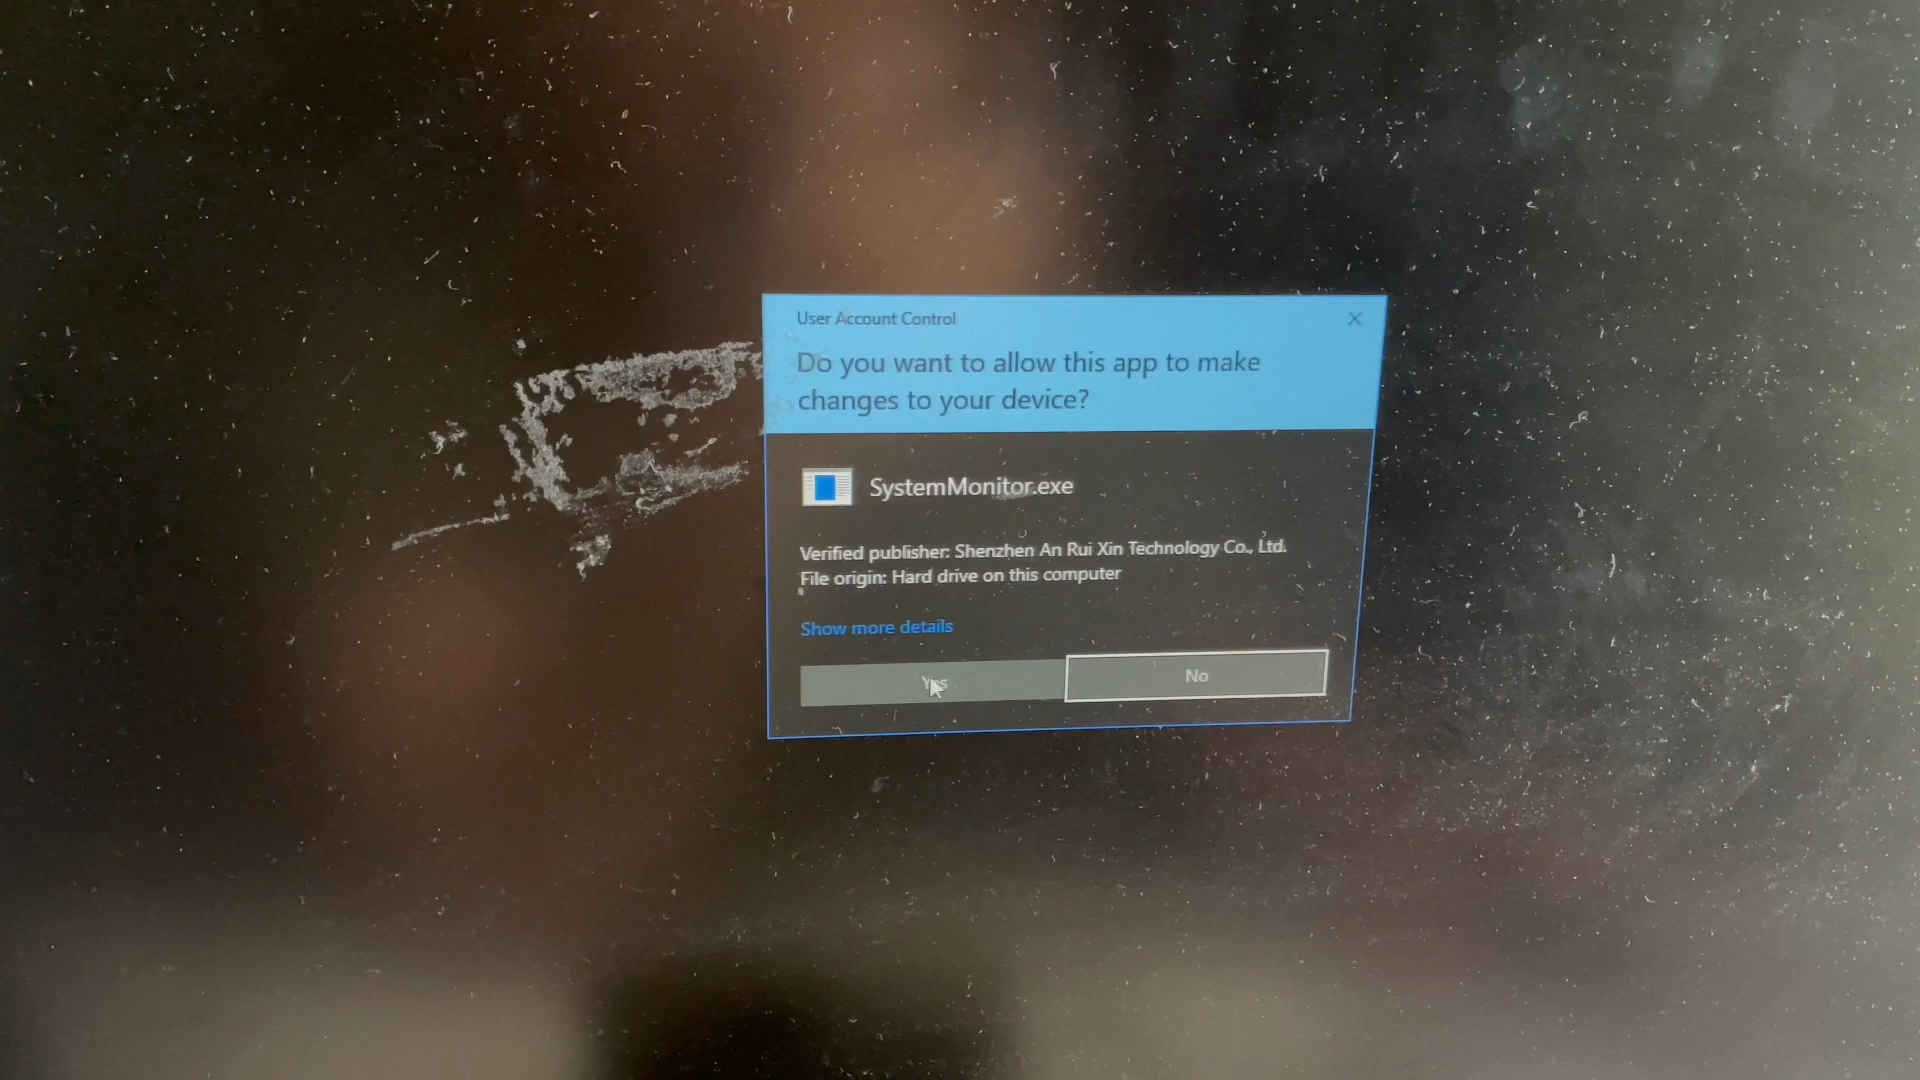 User Account Control
Do you want to allow this app to make
changes to your device?
SystemMonitor.exe
Verified publisher: Shenzhen An Rui Xin Technology Co., Ltd.
File origin: Hard drive on this computer
Show more details
Yes
No